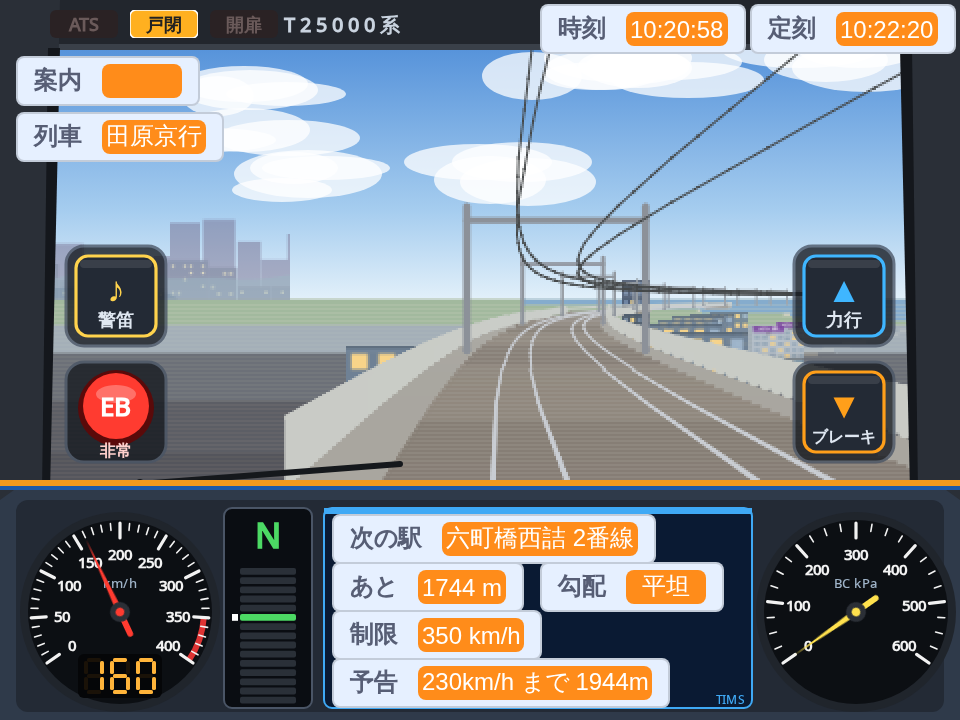 ATS 戸閉 開扉 T25000系
時刻 10:20:58 定刻 10:22:20
案内
列車 田原京行
♪
警笛
EB
非常
▲
力行
▼
ブレーキ
0 50 100 150 200 250 300 350 400
km/h
160
N
次の駅 六町橋西詰 2番線
あと 1744 m 勾配 平坦
制限 350 km/h
予告 230km/h まで 1944m
TIMS
0 100 200 300 400 500 600
BC kPa